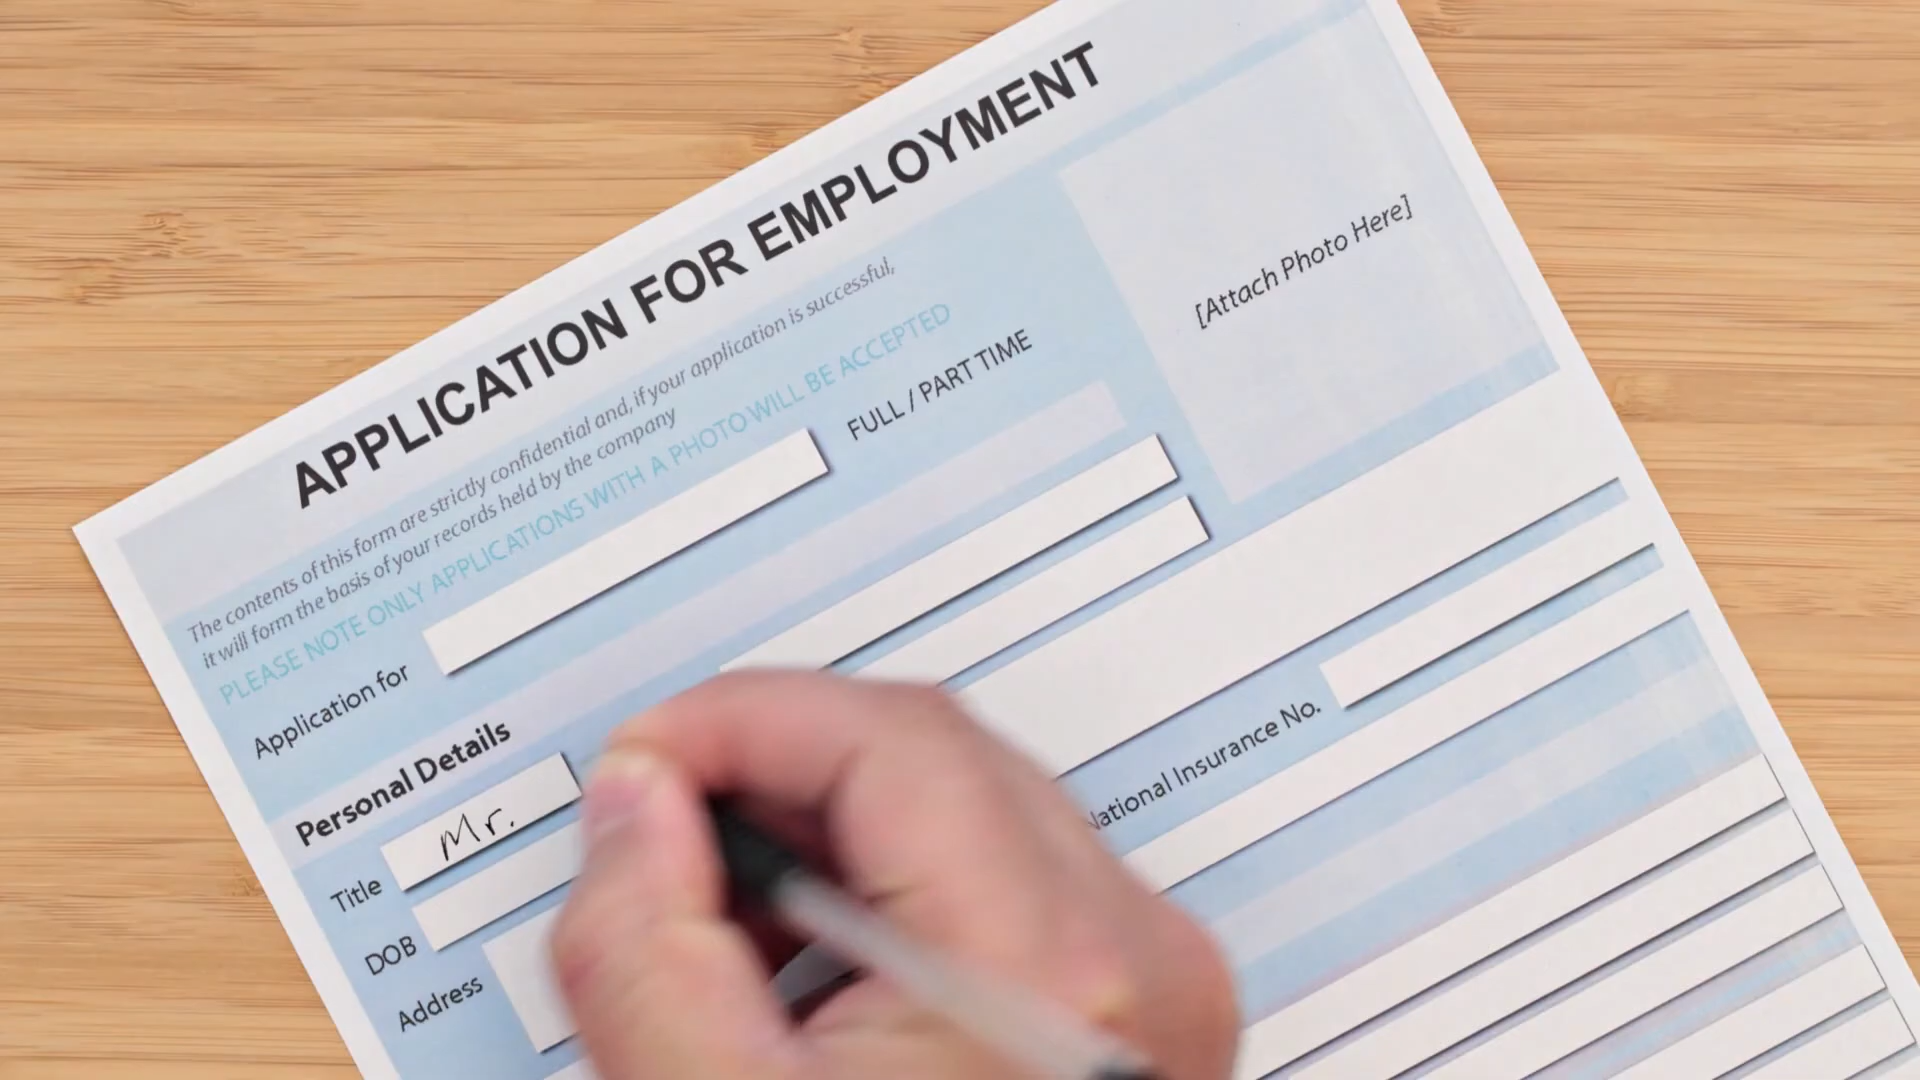 APPLICATION FOR EMPLOYMENT
The contents of this form are strictly confidential and, if your application is successful,
it will form the basis of your records held by the company
PLEASE NOTE ONLY APPLICATIONS WITH A PHOTO WILL BE ACCEPTED
[Attach Photo Here]
Application for
FULL / PART TIME
Personal Details
Title Mr.
DOB
Address
National Insurance No.